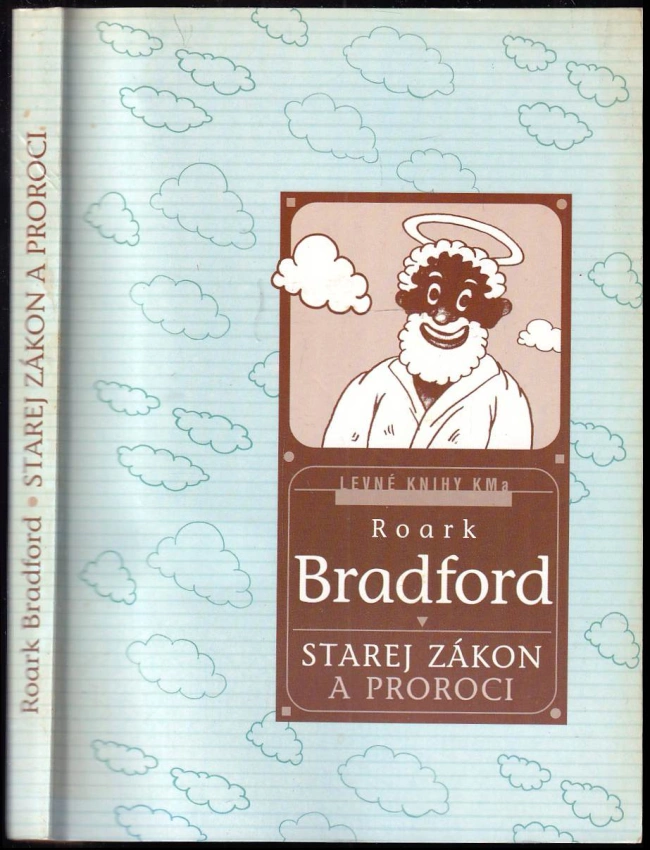 Roark Bradford • STAREJ ZÁKON A PROROCI
LEVNÉ KNIHY KMa
Roark
Bradford
STAREJ ZÁKON
A PROROCI